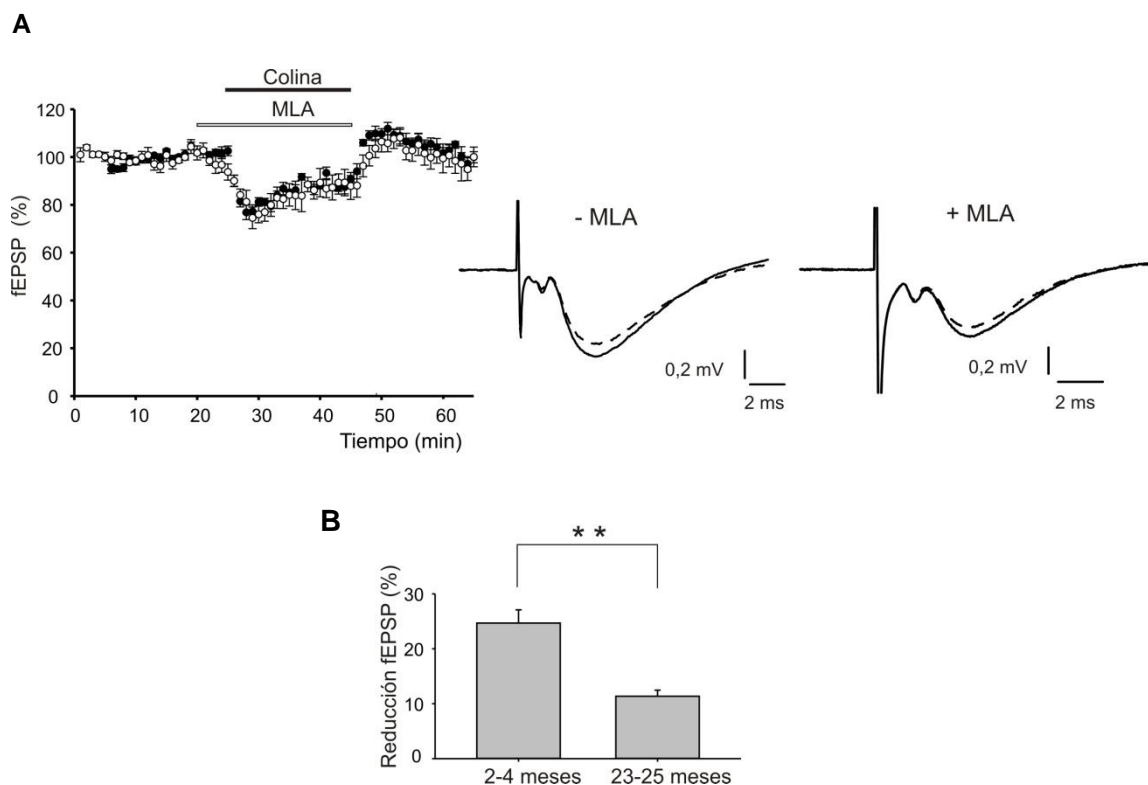 A
Colina
MLA
120
100
80
60
40
20
0
fEPSP (%)
0 10 20 30 40 50 60
Tiempo (min)
- MLA
0,2 mV
2 ms
+ MLA
0,2 mV
2 ms
B
* *
30
20
10
0
Reducción fEPSP (%)
2-4 meses 23-25 meses